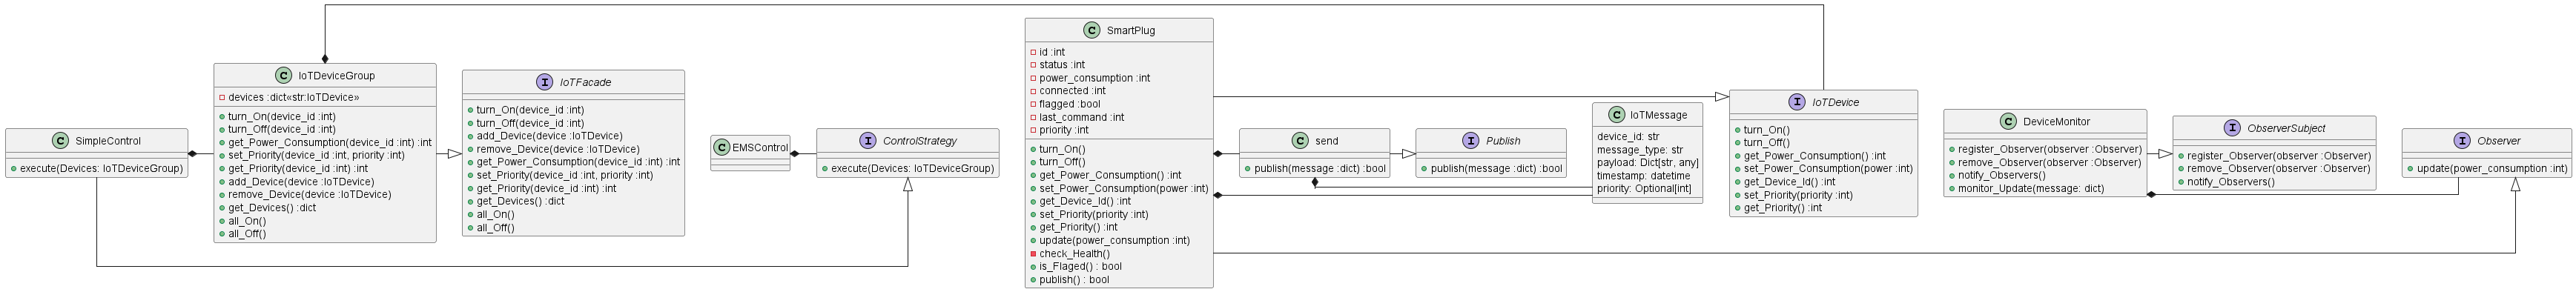 SimpleControl
execute(Devices: IoTDeviceGroup)
IoTDeviceGroup
devices :dict«str:IoTDevice»
turn_On(device_id :int)
turn_Off(device_id :int)
get_Power_Consumption(device_id :int) :int
set_Priority(device_id :int, priority :int)
get_Priority(device_id :int) :int
add_Device(device :IoTDevice)
remove_Device(device :IoTDevice)
get_Devices() :dict
all_On()
all_Off()
IoTFacade
turn_On(device_id :int)
turn_Off(device_id :int)
add_Device(device :IoTDevice)
remove_Device(device :IoTDevice)
get_Power_Consumption(device_id :int) :int
set_Priority(device_id :int, priority :int)
get_Priority(device_id :int) :int
get_Devices() :dict
all_On()
all_Off()
EMSControl
ControlStrategy
execute(Devices: IoTDeviceGroup)
SmartPlug
id :int
status :int
power_consumption :int
connected :int
flagged :bool
last_command :int
priority :int
turn_On()
turn_Off()
get_Power_Consumption() :int
set_Power_Consumption(power :int)
get_Device_Id() :int
set_Priority(priority :int)
get_Priority() :int
update(power_consumption :int)
check_Health()
is_Flaged() : bool
publish() : bool
send
publish(message :dict) :bool
Publish
publish(message :dict) :bool
IoTMessage
device_id: str
message_type: str
payload: Dict[str, any]
timestamp: datetime
priority: Optional[int]
IoTDevice
turn_On()
turn_Off()
get_Power_Consumption() :int
set_Power_Consumption(power :int)
get_Device_Id() :int
set_Priority(priority :int)
get_Priority() :int
DeviceMonitor
register_Observer(observer :Observer)
remove_Observer(observer :Observer)
notify_Observers()
monitor_Update(message: dict)
ObserverSubject
register_Observer(observer :Observer)
remove_Observer(observer :Observer)
notify_Observers()
Observer
update(power_consumption :int)